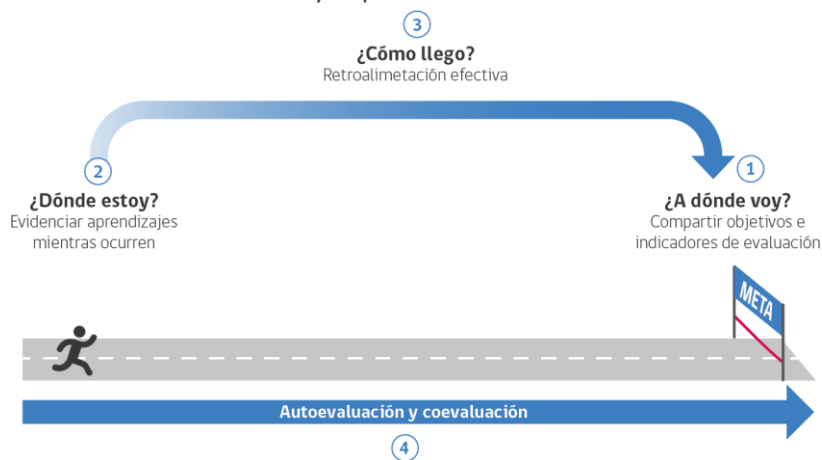 3
¿Cómo llego?
Retroalimetación efectiva
2
¿Dónde estoy?
Evidenciar aprendizajes
mientras ocurren
1
¿A dónde voy?
Compartir objetivos e
indicadores de evaluación
META
Autoevaluación y coevaluación
4